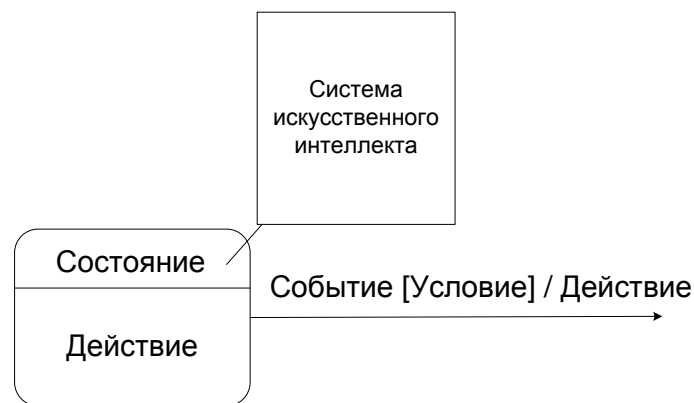 Система
искусственного
интеллекта
Состояние
Событие [Условие] / Действие
Действие